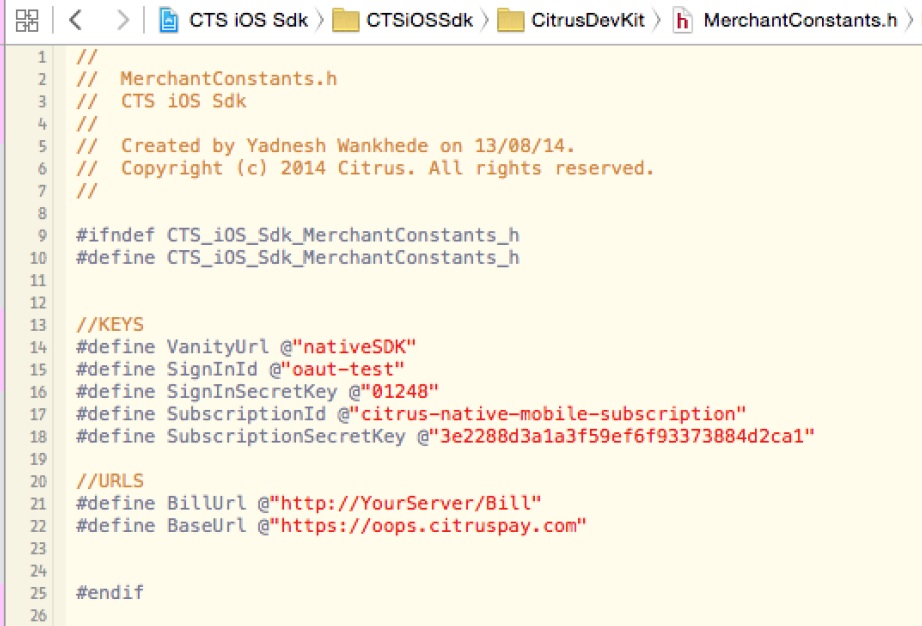 CTS iOS Sdk CTSiOSSdk CitrusDevKit h MerchantConstants.h
1 //
2 //  MerchantConstants.h
3 //  CTS iOS Sdk
4 //
5 //  Created by Yadnesh Wankhede on 13/08/14.
6 //  Copyright (c) 2014 Citrus. All rights reserved.
7 //
8
9 #ifndef CTS_iOS_Sdk_MerchantConstants_h
10 #define CTS_iOS_Sdk_MerchantConstants_h
11
12
13 //KEYS
14 #define VanityUrl @"nativeSDK"
15 #define SignInId @"oaut-test"
16 #define SignInSecretKey @"01248"
17 #define SubscriptionId @"citrus-native-mobile-subscription"
18 #define SubscriptionSecretKey @"3e2288d3a1a3f59ef6f93373884d2ca1"
19
20 //URLS
21 #define BillUrl @"http://YourServer/Bill"
22 #define BaseUrl @"https://oops.citruspay.com"
23
24
25 #endif
26